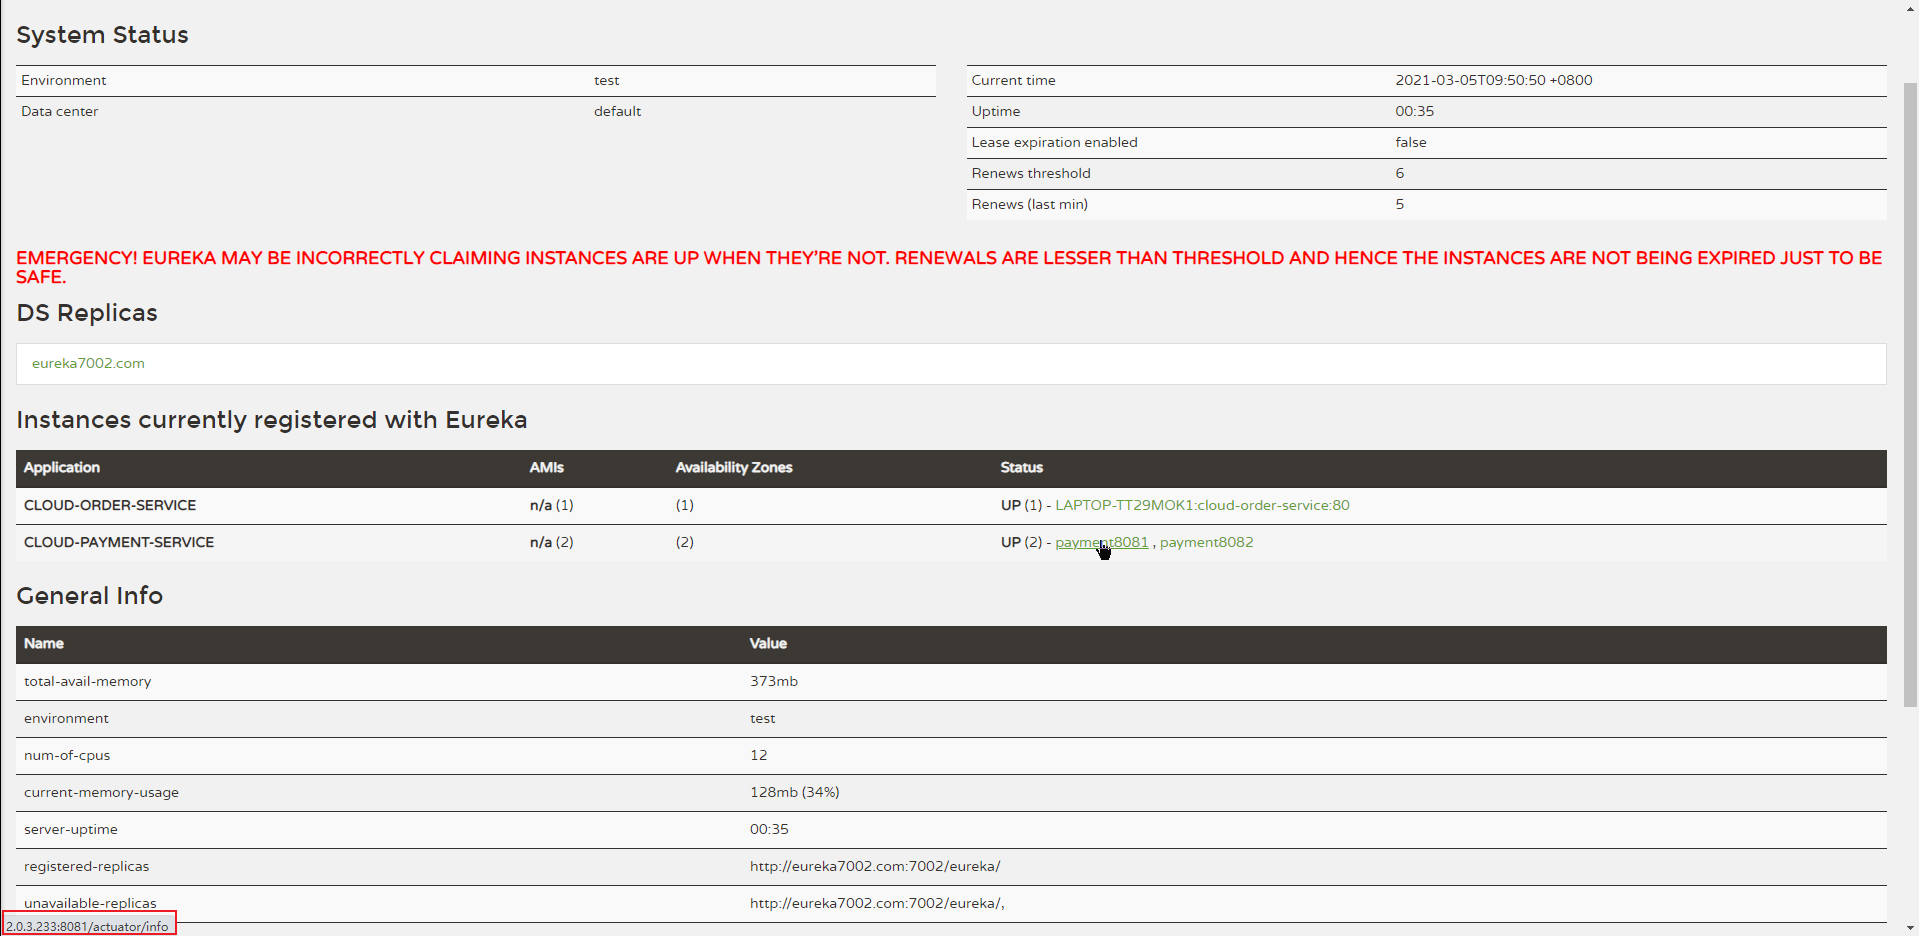 System Status
Environment test
Data center default
Current time 2021-03-05T09:50:50 +0800
Uptime 00:35
Lease expiration enabled false
Renews threshold 6
Renews (last min) 5
EMERGENCY! EUREKA MAY BE INCORRECTLY CLAIMING INSTANCES ARE UP WHEN THEY'RE NOT. RENEWALS ARE LESSER THAN THRESHOLD AND HENCE THE INSTANCES ARE NOT BEING EXPIRED JUST TO BE
SAFE.
DS Replicas
eureka7002.com
Instances currently registered with Eureka
Application AMIs Availability Zones Status
CLOUD-ORDER-SERVICE n/a (1) (1) UP (1) - LAPTOP-TT29MOK1:cloud-order-service:80
CLOUD-PAYMENT-SERVICE n/a (2) (2) UP (2) - payment8081 , payment8082
General Info
Name Value
total-avail-memory 373mb
environment test
num-of-cpus 12
current-memory-usage 128mb (34%)
server-uptime 00:35
registered-replicas http://eureka7002.com:7002/eureka/
unavailable-replicas http://eureka7002.com:7002/eureka/,
2.0.3.233:8081/actuator/info